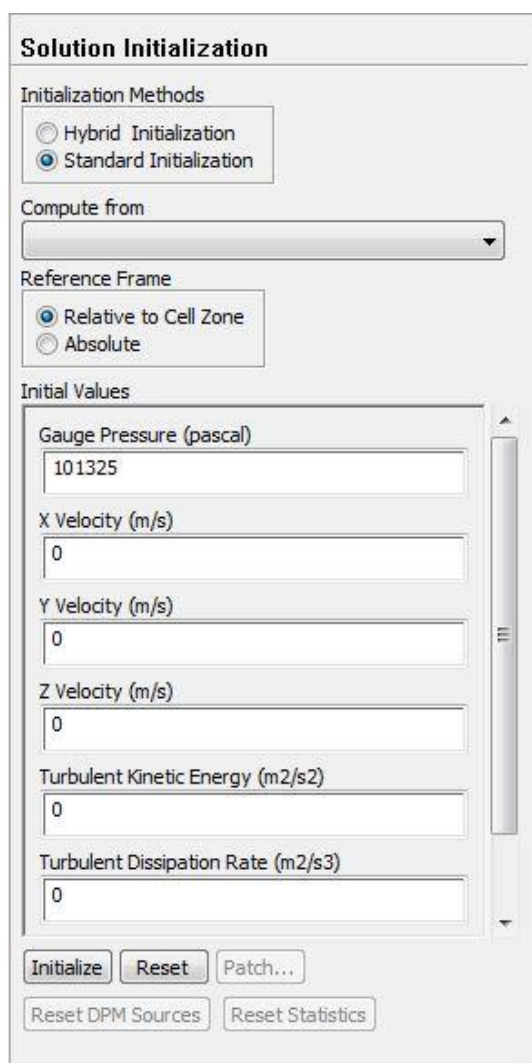 Solution Initialization
Initialization Methods
Hybrid Initialization
Standard Initialization
Compute from
Reference Frame
Relative to Cell Zone
Absolute
Initial Values
Gauge Pressure (pascal)
101325
X Velocity (m/s)
0
Y Velocity (m/s)
0
Z Velocity (m/s)
0
Turbulent Kinetic Energy (m2/s2)
0
Turbulent Dissipation Rate (m2/s3)
0
Initialize Reset Patch...
Reset DPM Sources Reset Statistics